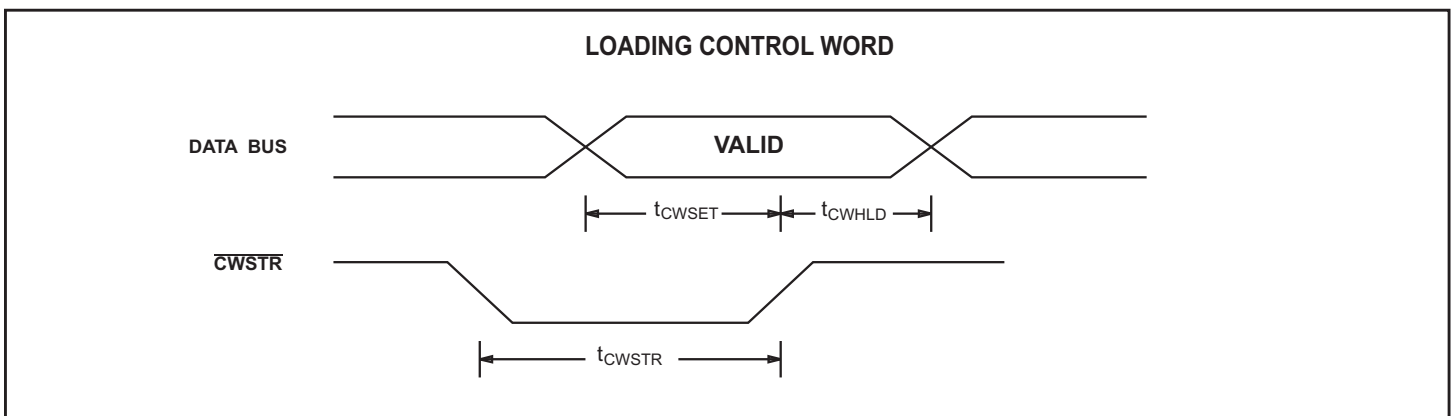 LOADING CONTROL WORD
DATA BUS
VALID
tCWSET
tCWHLD
CWSTR
tCWSTR